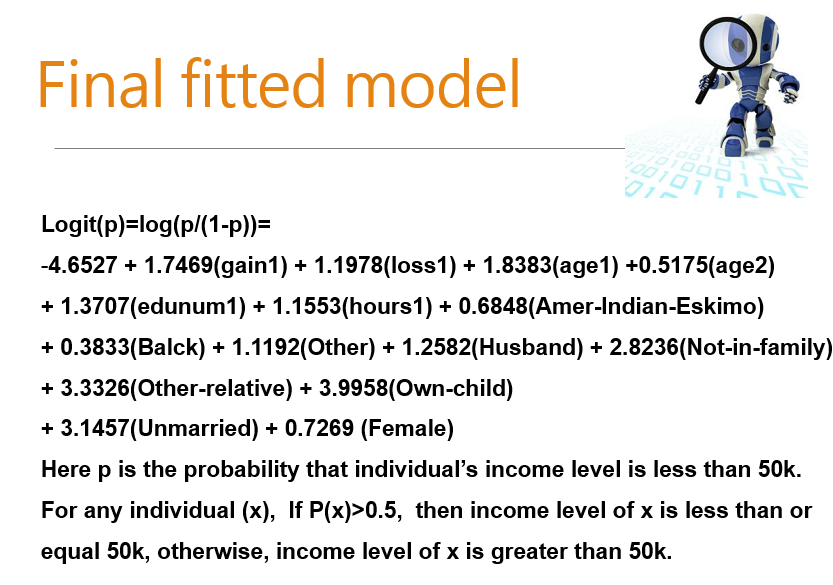 Final fitted model
Logit(p)=log(p/(1-p))=
-4.6527 + 1.7469(gain1) + 1.1978(loss1) + 1.8383(age1) +0.5175(age2)
+ 1.3707(edunum1) + 1.1553(hours1) + 0.6848(Amer-Indian-Eskimo)
+ 0.3833(Balck) + 1.1192(Other) + 1.2582(Husband) + 2.8236(Not-in-family)
+ 3.3326(Other-relative) + 3.9958(Own-child)
+ 3.1457(Unmarried) + 0.7269 (Female)
Here p is the probability that individual’s income level is less than 50k.
For any individual (x), If P(x)>0.5, then income level of x is less than or
equal 50k, otherwise, income level of x is greater than 50k.